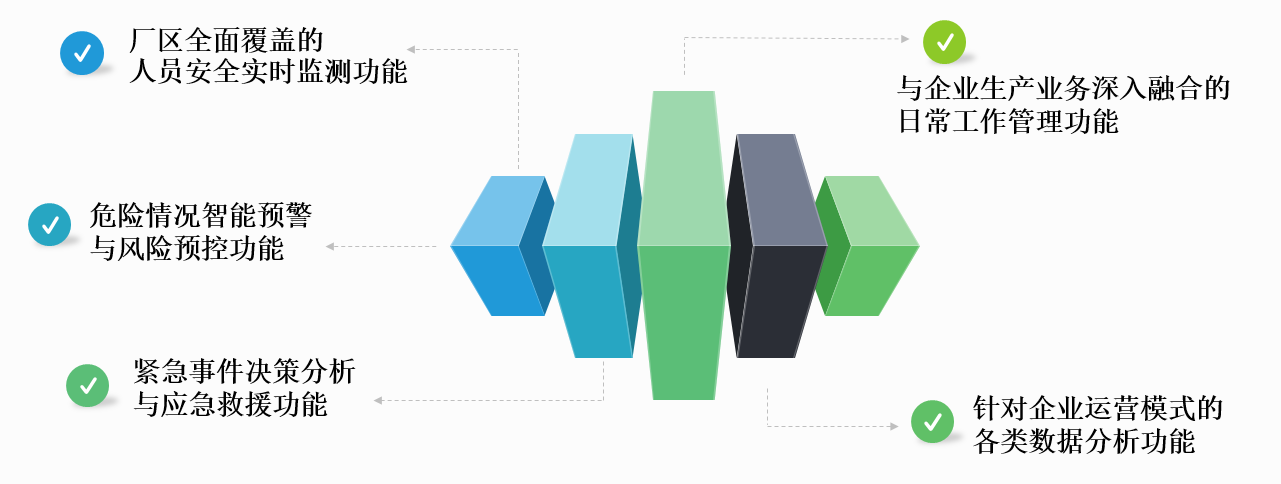 厂区全面覆盖的
人员安全实时监测功能
与企业生产业务深入融合的
日常工作管理功能
危险情况智能预警
与风险预控功能
紧急事件决策分析
与应急救援功能
针对企业运营模式的
各类数据分析功能